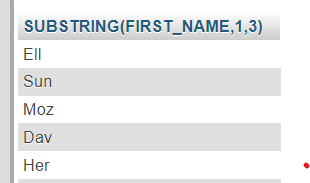 SUBSTRING(FIRST_NAME,1,3)
Ell
Sun
Moz
Dav
Her